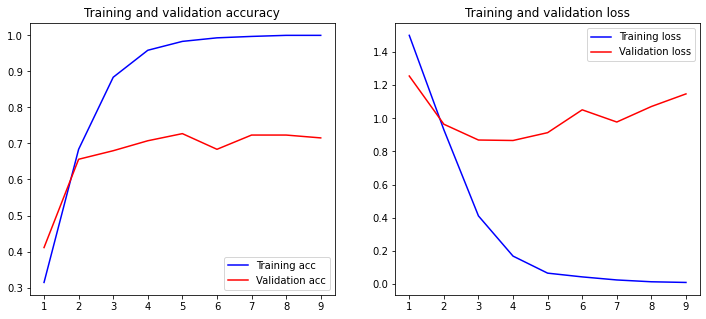 Training and validation accuracy
1.0
0.9
0.8
0.7
0.6
0.5
0.4
0.3
Training acc
Validation acc
1 2 3 4 5 6 7 8 9
Training and validation loss
1.4
1.2
1.0
0.8
0.6
0.4
0.2
0.0
Training loss
Validation loss
1 2 3 4 5 6 7 8 9